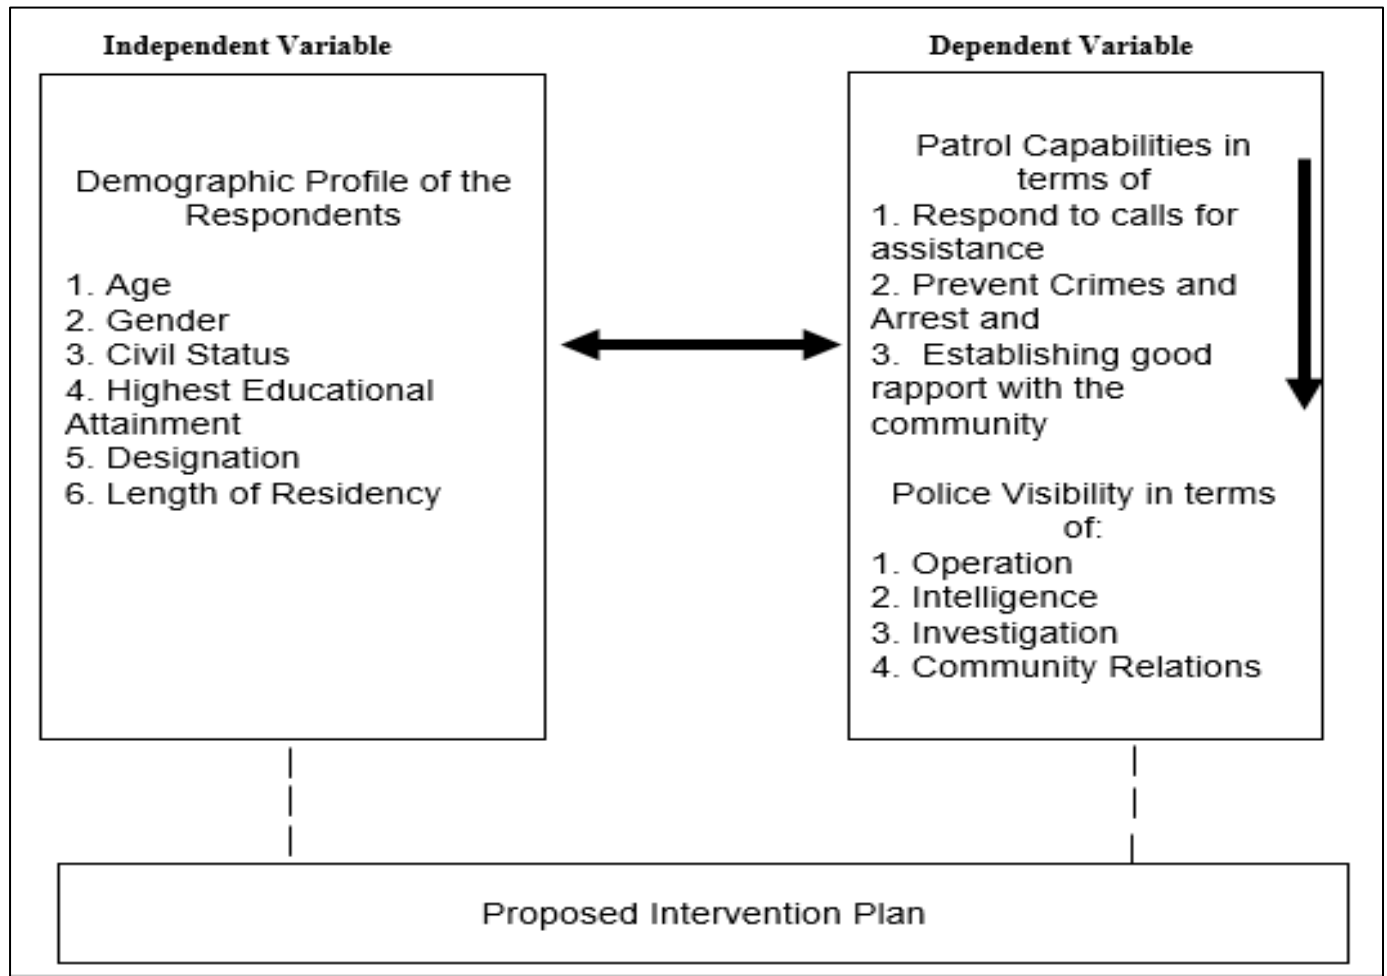 Independent Variable
Demographic Profile of the
Respondents
1. Age
2. Gender
3. Civil Status
4. Highest Educational
Attainment
5. Designation
6. Length of Residency
Dependent Variable
Patrol Capabilities in
terms of
1. Respond to calls for
assistance
2. Prevent Crimes and
Arrest and
3.  Establishing good
rapport with the
community
Police Visibility in terms
of:
1. Operation
2. Intelligence
3. Investigation
4. Community Relations
Proposed Intervention Plan